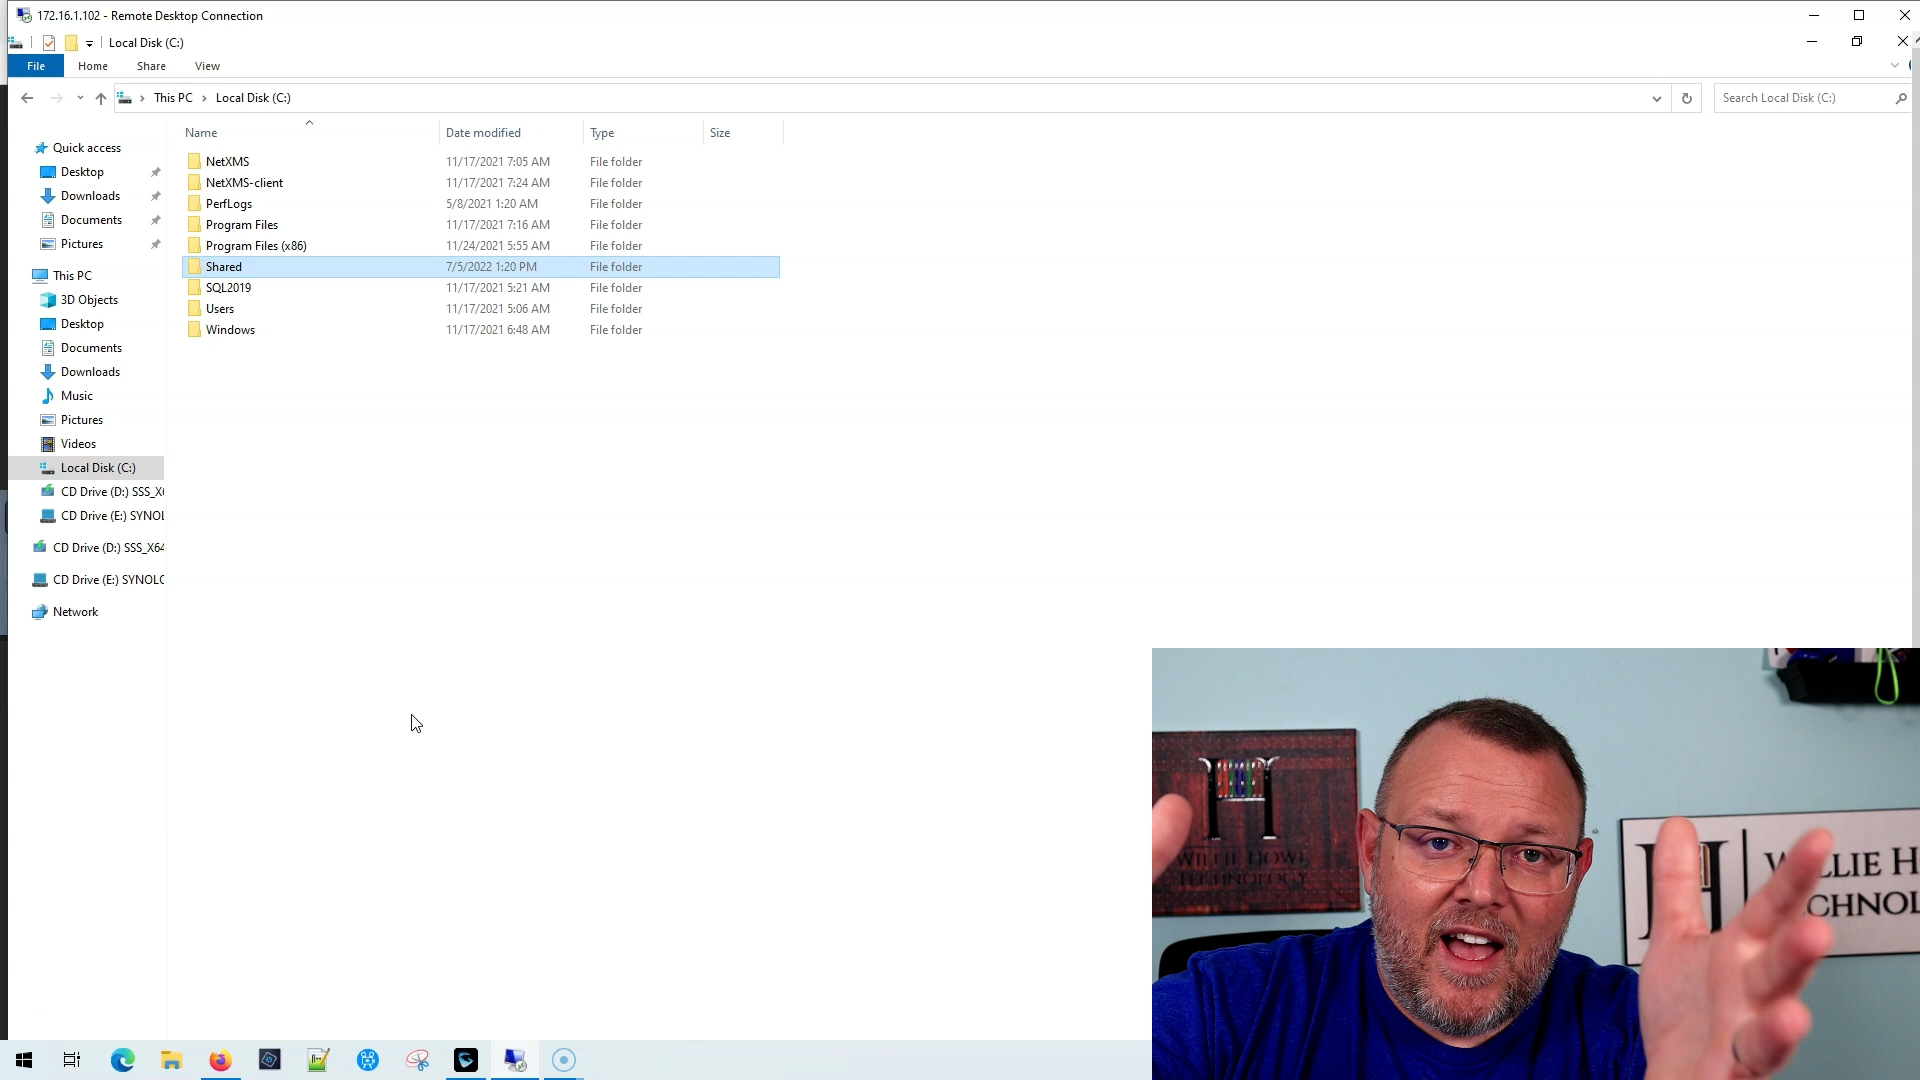 172.16.1.102 - Remote Desktop Connection
Local Disk (C:)
File Home Share View
This PC Local Disk (C:)
Search Local Disk (C:)
Name Date modified Type Size
Quick access
Desktop
Downloads
Documents
Pictures
This PC
3D Objects
Desktop
Documents
Downloads
Music
Pictures
Videos
Local Disk (C:)
CD Drive (D:) SSS_X6
CD Drive (E:) SYNOL
CD Drive (D:) SSS_X64
CD Drive (E:) SYNOLO
Network
NetXMS 11/17/2021 7:05 AM File folder
NetXMS-client 11/17/2021 7:24 AM File folder
PerfLogs 5/8/2021 1:20 AM File folder
Program Files 11/17/2021 7:16 AM File folder
Program Files (x86) 11/24/2021 5:55 AM File folder
Shared 7/5/2022 1:20 PM File folder
SQL2019 11/17/2021 5:21 AM File folder
Users 11/17/2021 5:06 AM File folder
Windows 11/17/2021 6:48 AM File folder
WILLIE HOWE
TECHNOLOGY
H